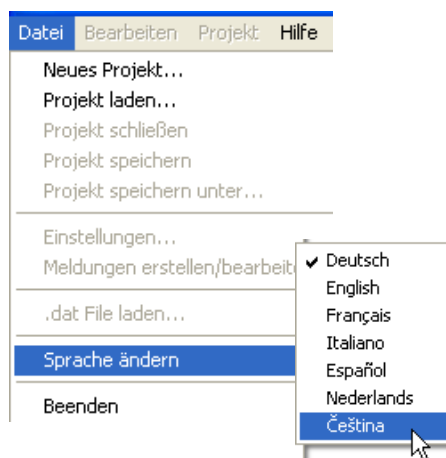 Datei Bearbeiten Projekt Hilfe
Neues Projekt...
Projekt laden...
Projekt schließen
Projekt speichern
Projekt speichern unter...
Einstellungen...
Meldungen erstellen/bearbeit
.dat File laden...
Sprache ändern
Beenden
Deutsch
English
Français
Italiano
Español
Nederlands
Čeština